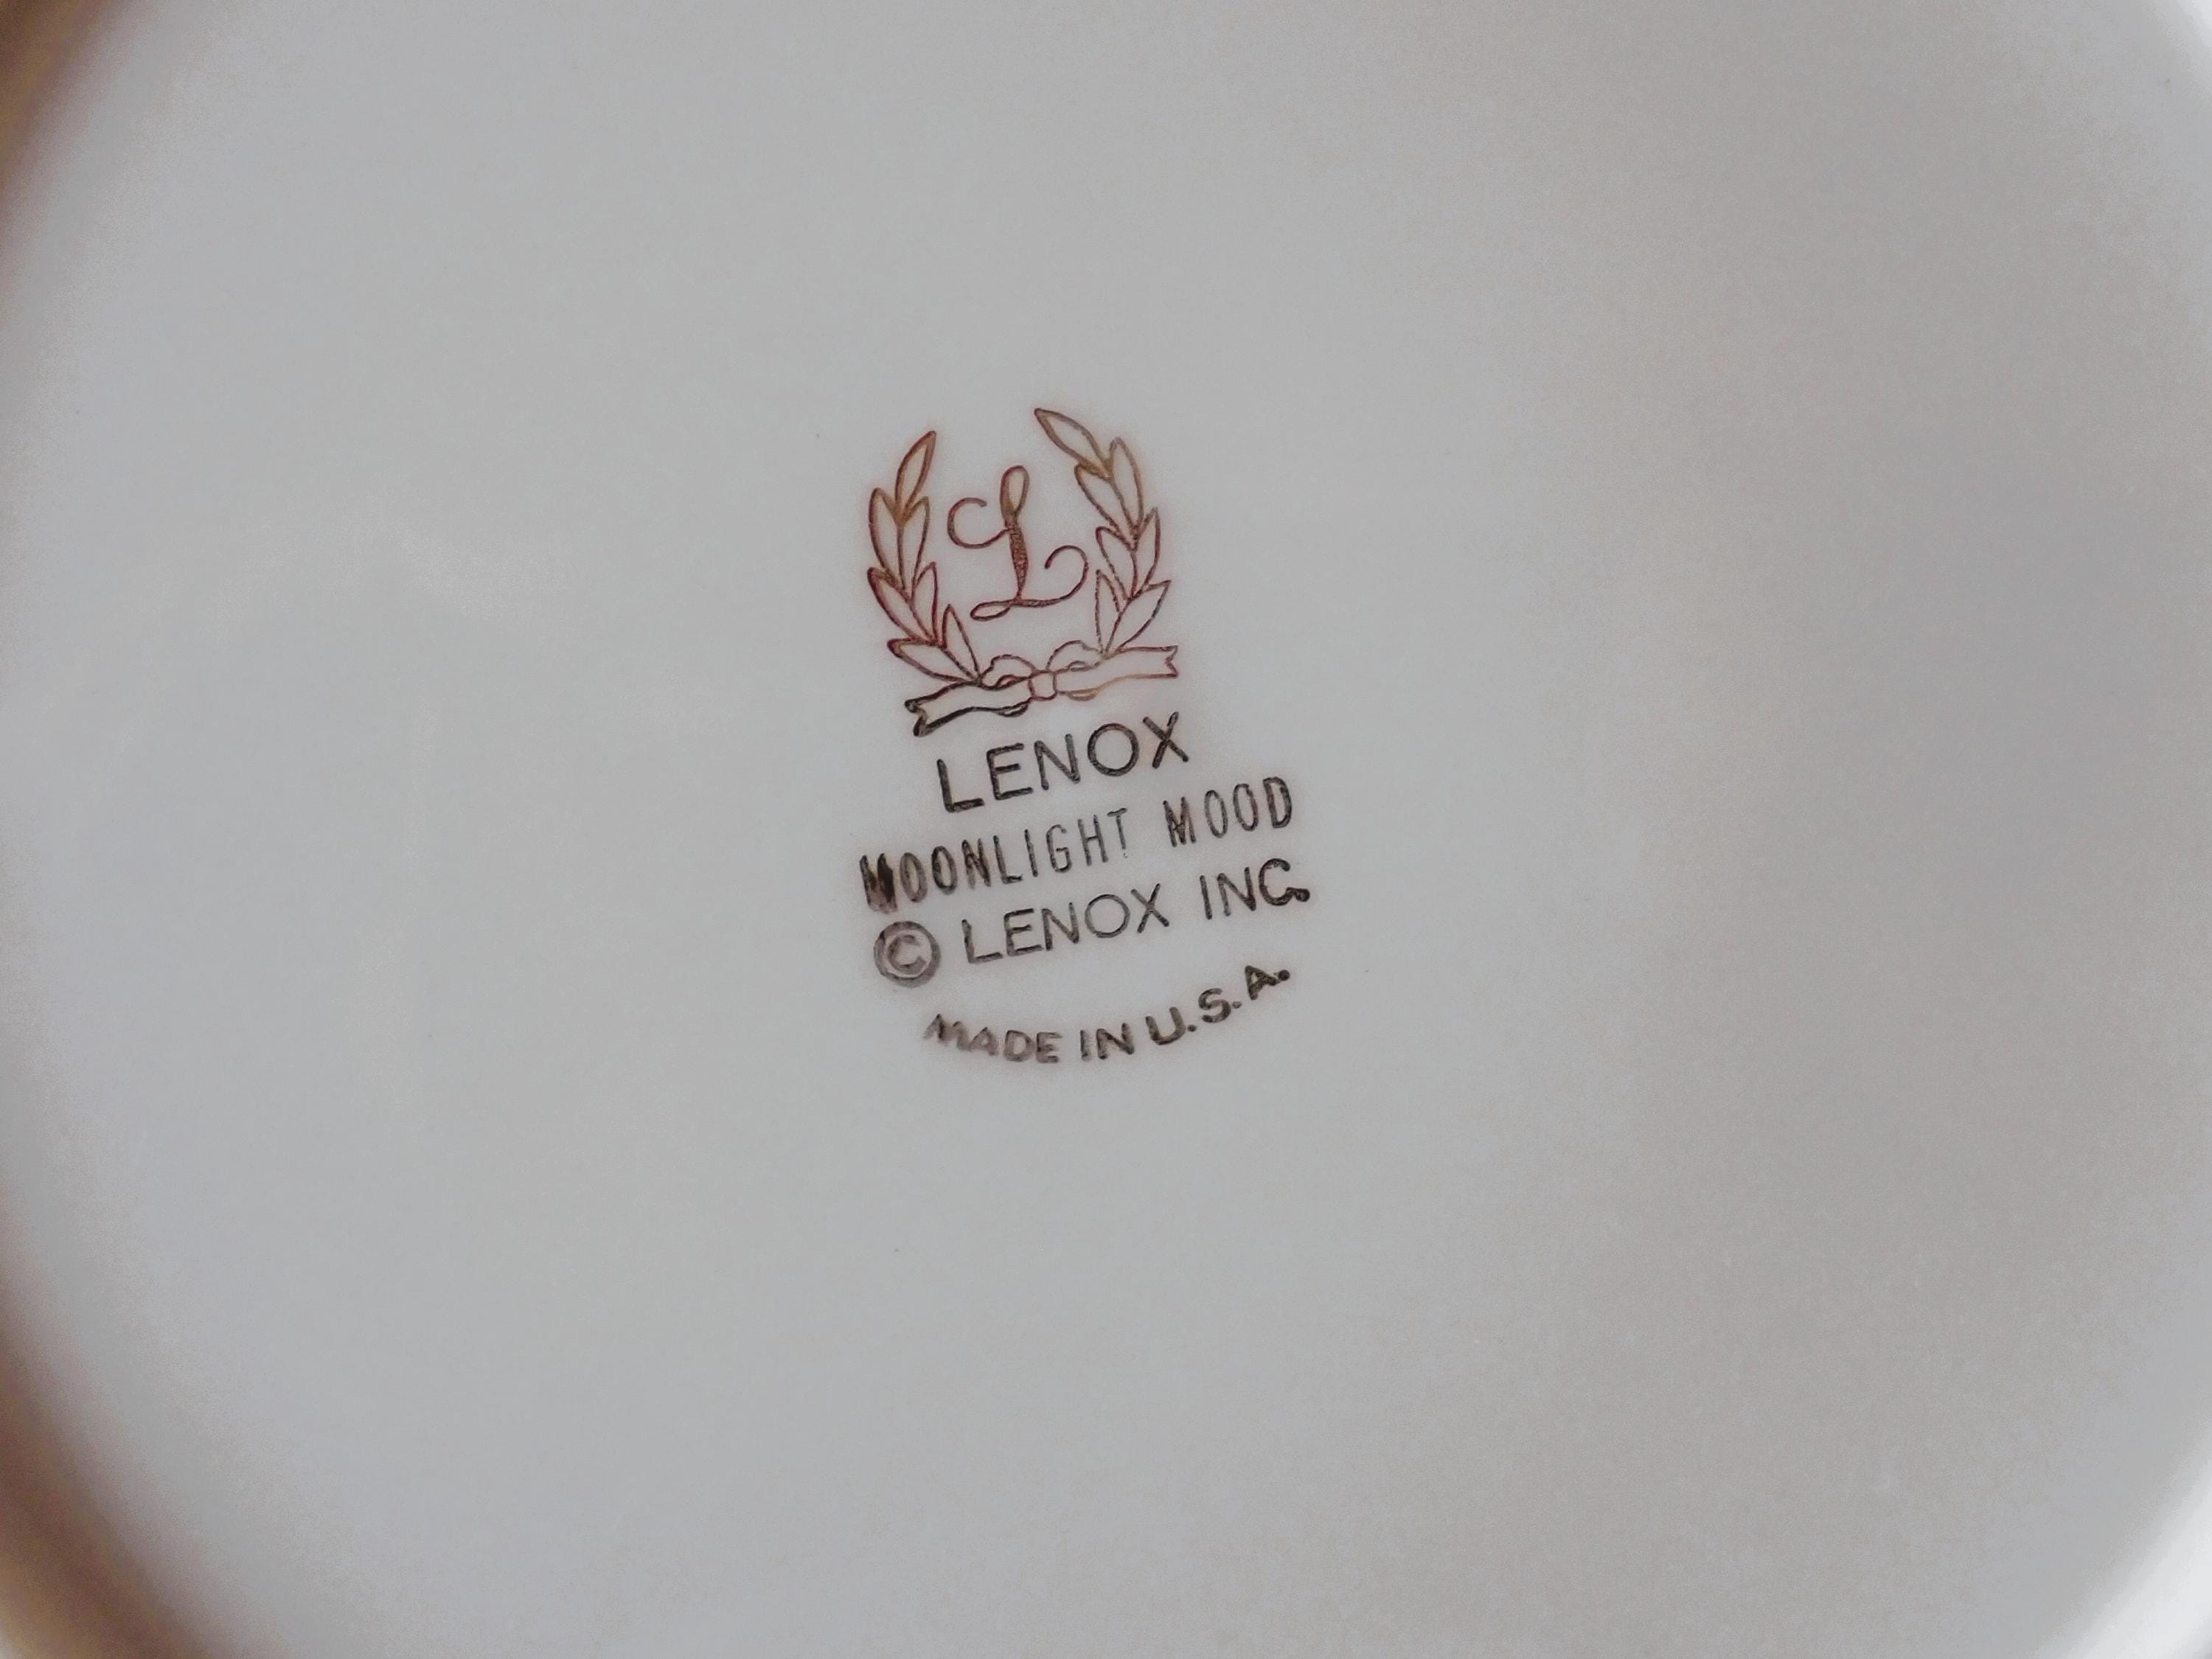 L
LENOX
MOONLIGHT MOOD
© LENOX INC.
MADE IN U.S.A.